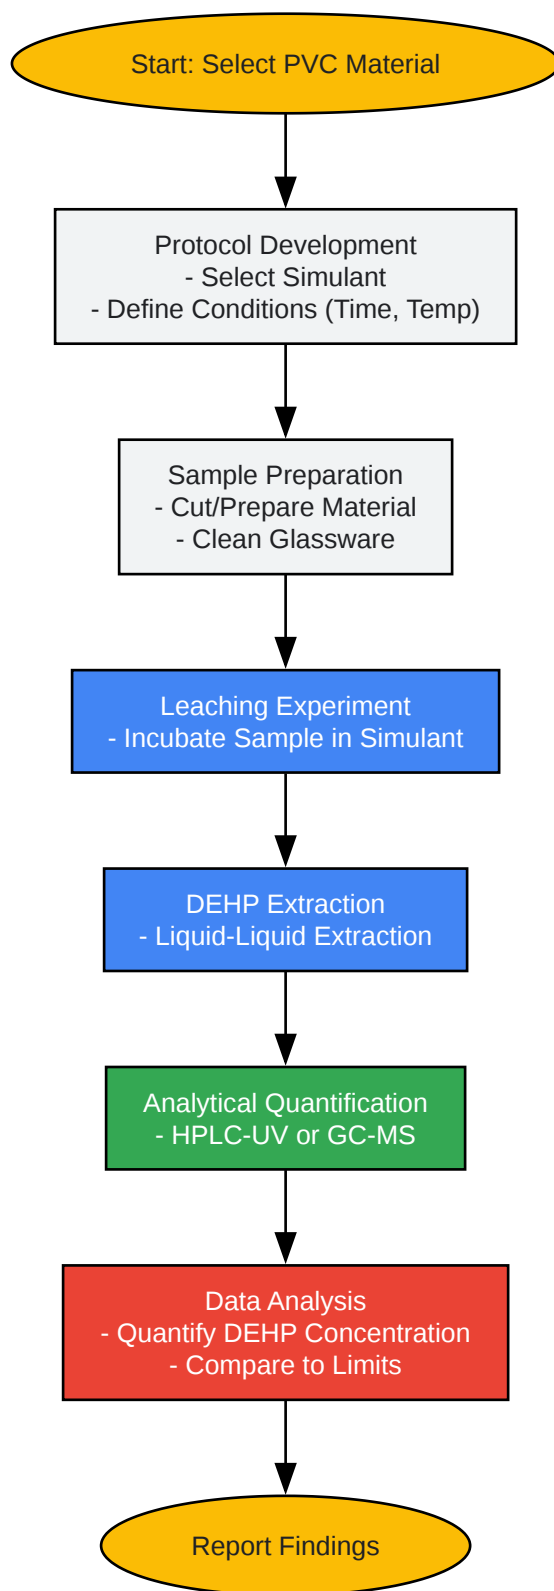 Start: Select PVC Material
Protocol Development
- Select Simulant
- Define Conditions (Time, Temp)
Sample Preparation
- Cut/Prepare Material
- Clean Glassware
Leaching Experiment
- Incubate Sample in Simulant
DEHP Extraction
- Liquid-Liquid Extraction
Analytical Quantification
- HPLC-UV or GC-MS
Data Analysis
- Quantify DEHP Concentration
- Compare to Limits
Report Findings